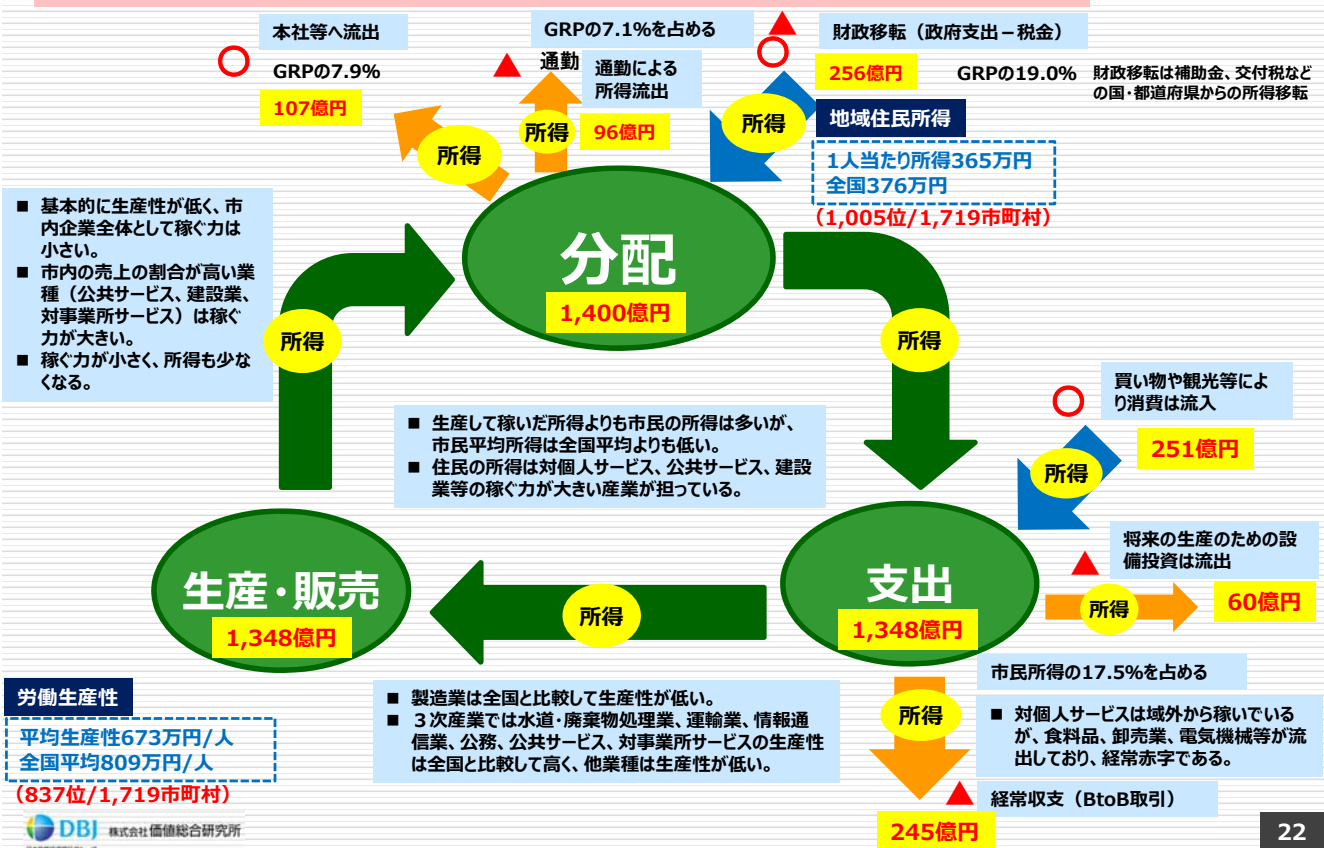 本社等へ流出
GRPの7.9%
107億円
GRPの7.1%を占める
通勤
通勤による
所得流出
96億円
財政移転（政府支出－税金）
256億円
GRPの19.0%
財政移転は補助金、交付税など
の国・都道府県からの所得移転
所得
所得
所得
地域住民所得
1人当たり所得365万円
全国376万円
（1,005位/1,719市町村）
■ 基本的に生産性が低く、市
内企業全体として稼ぐ力は
小さい。
■ 市内の売上の割合が高い業
種（公共サービス、建設業、
対事業所サービス）は稼ぐ
力が大きい。
■ 稼ぐ力が小さく、所得も少な
くなる。
分配
1,400億円
所得
所得
■ 生産して稼いだ所得よりも市民の所得は多いが、
市民平均所得は全国平均よりも低い。
■ 住民の所得は対個人サービス、公共サービス、建設
業等の稼ぐ力が大きい産業が担っている。
買い物や観光等によ
り消費は流入
251億円
所得
将来の生産のための設
備投資は流出
60億円
所得
生産・販売
1,348億円
所得
支出
1,348億円
市民所得の17.5%を占める
所得
■ 対個人サービスは域外から稼いでいる
が、食料品、卸売業、電気機械等が流
出しており、経常赤字である。
経常収支（BtoB取引）
245億円
労働生産性
平均生産性673万円/人
全国平均809万円/人
（837位/1,719市町村）
■ 製造業は全国と比較して生産性が低い。
■ ３次産業では水道・廃棄物処理業、運輸業、情報通
信業、公務、公共サービス、対事業所サービスの生産性
は全国と比較して高く、他業種は生産性が低い。
DBJ 株式会社価値総合研究所
22